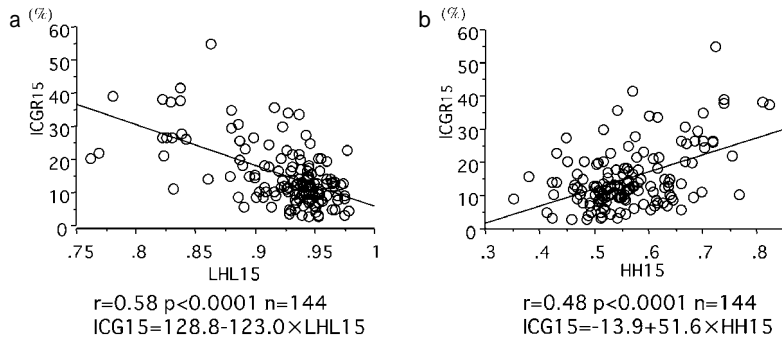 a (%)
60
50
40
30
20
10
0
ICGR15
.75 .8 .85 .9 .95 1
LHL15
r=0.58 p<0.0001 n=144
ICG15=128.8-123.0×LHL15
b (%)
60
50
40
30
20
10
0
ICGR15
.3 .4 .5 .6 .7 .8
HH15
r=0.48 p<0.0001 n=144
ICG15=-13.9+51.6×HH15